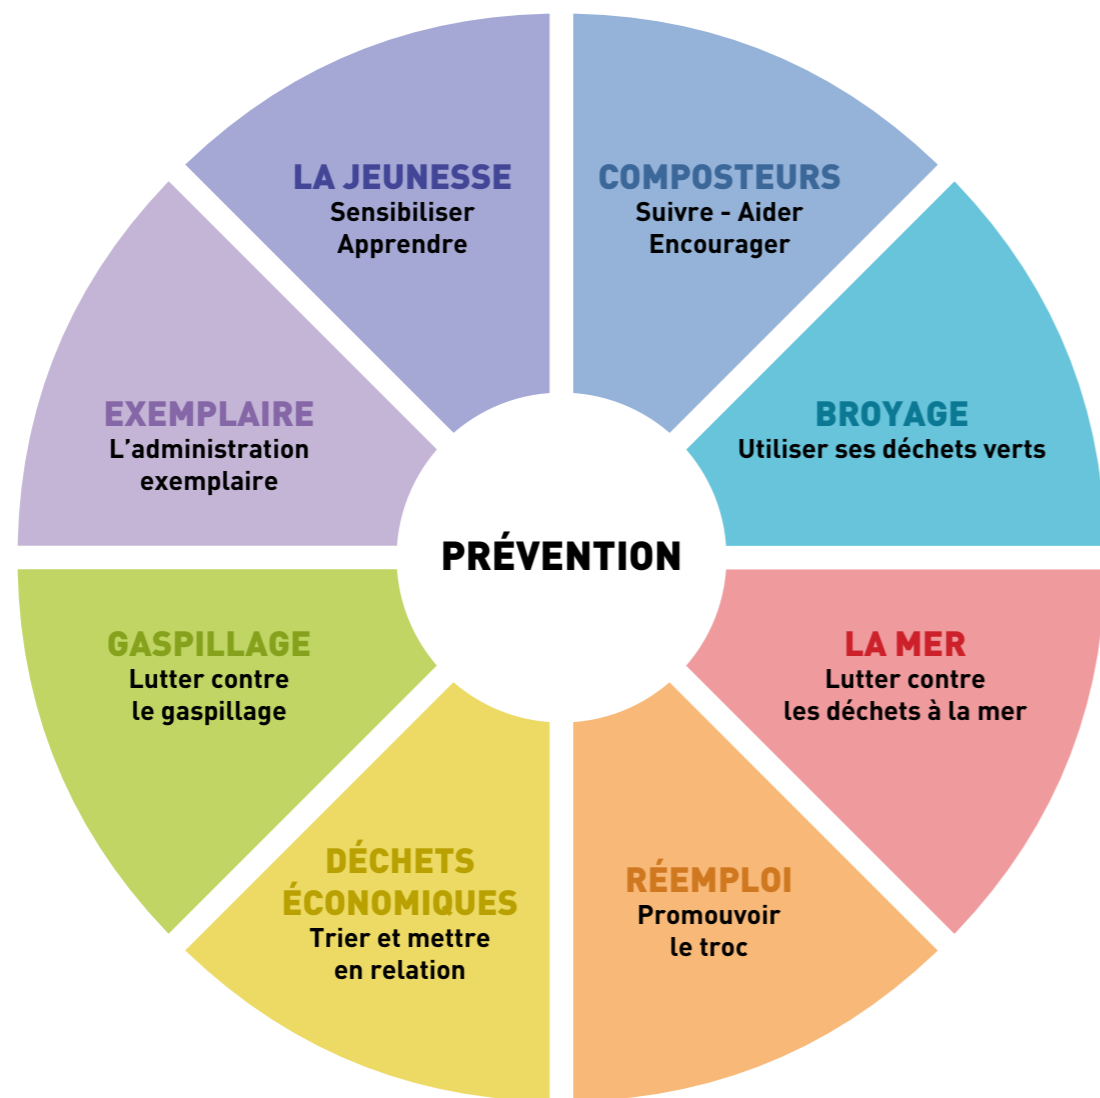 LA JEUNESSE
Sensibiliser
Apprendre
COMPOSTEURS
Suivre - Aider
Encourager
EXEMPLAIRE
L'administration
exemplaire
BROYAGE
Utiliser ses déchets verts
PRÉVENTION
GASPILLAGE
Lutter contre
le gaspillage
LA MER
Lutter contre
les déchets à la mer
DÉCHETS
ÉCONOMIQUES
Trier et mettre
en relation
RÉEMPLOI
Promouvoir
le troc